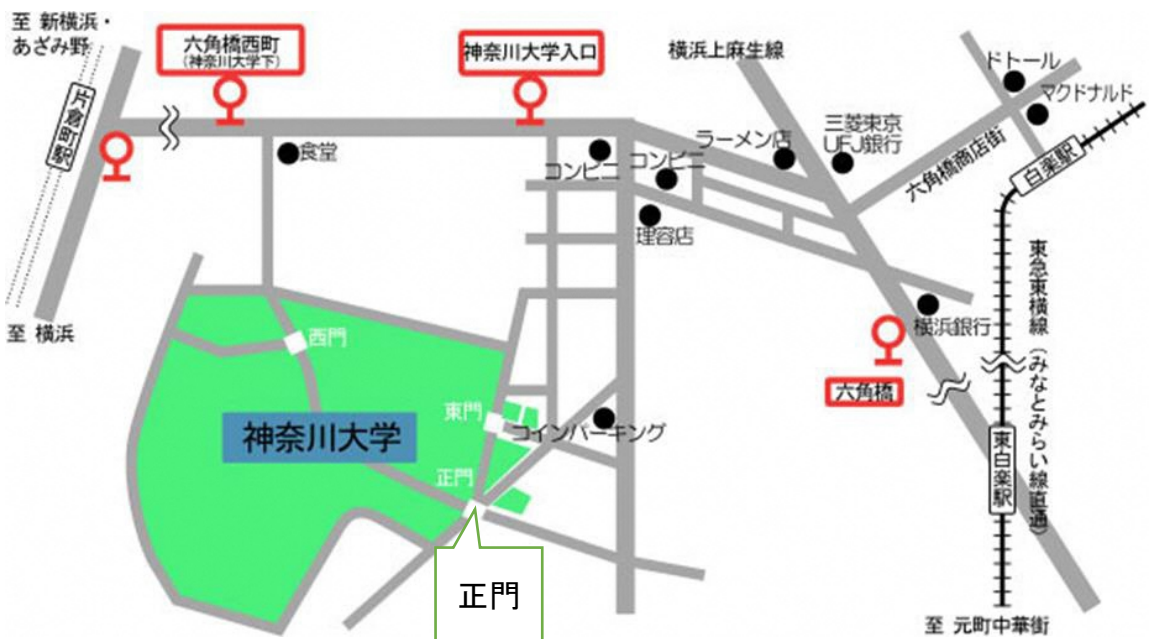 至 新横浜・
あざみ野
六角橋西町
(神奈川大学下)
神奈川大学入口
横浜上麻生線
ドトール
マクドナルド
片倉町駅
食堂
コンビニ
コンビニ
ラーメン店
三菱東京
UFJ銀行
六角橋商店街
白楽駅
理容店
東急東横線(みなとみらい線直通)
至 横浜
西門
横浜銀行
六角橋
東門
コインパーキング
神奈川大学
正門
東白楽駅
正門
至 元町中華街